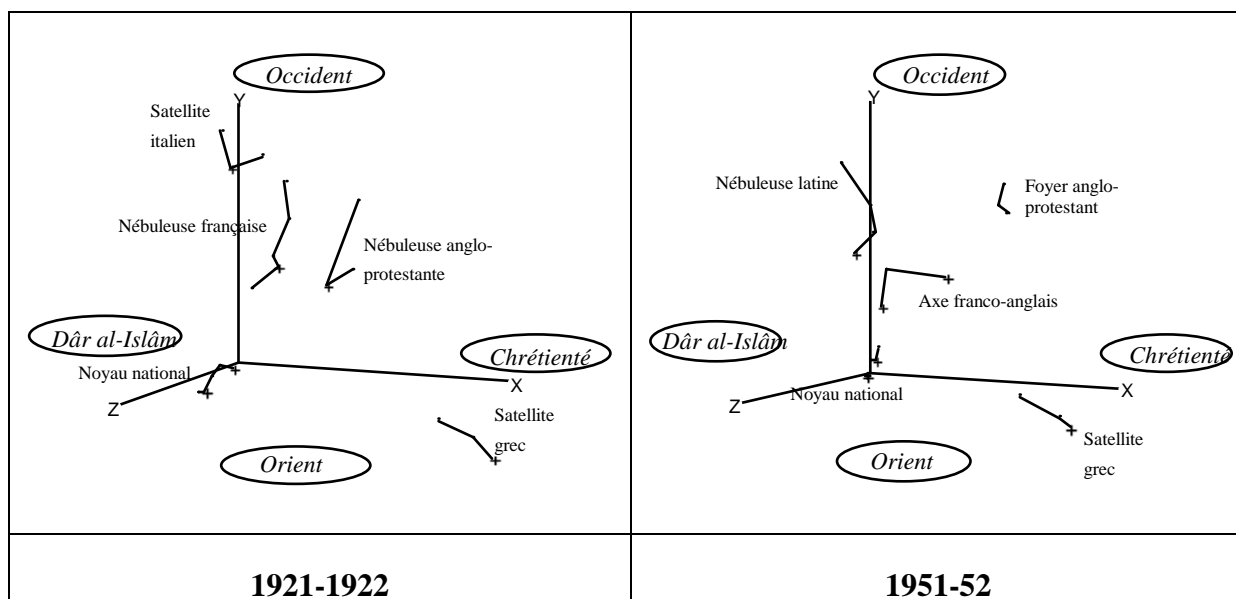 Occident
Y
Satellite
italien
Nébuleuse française
Nébuleuse anglo-
protestante
Dâr al-Islâm
Chrétienté
Noyau national
X
Z
Satellite
grec
Orient
1921-1922
Occident
Y
Nébuleuse latine
Foyer anglo-
protestant
Axe franco-anglais
Dâr al-Islâm
Chrétienté
Noyau national
X
Z
Satellite
grec
Orient
1951-52